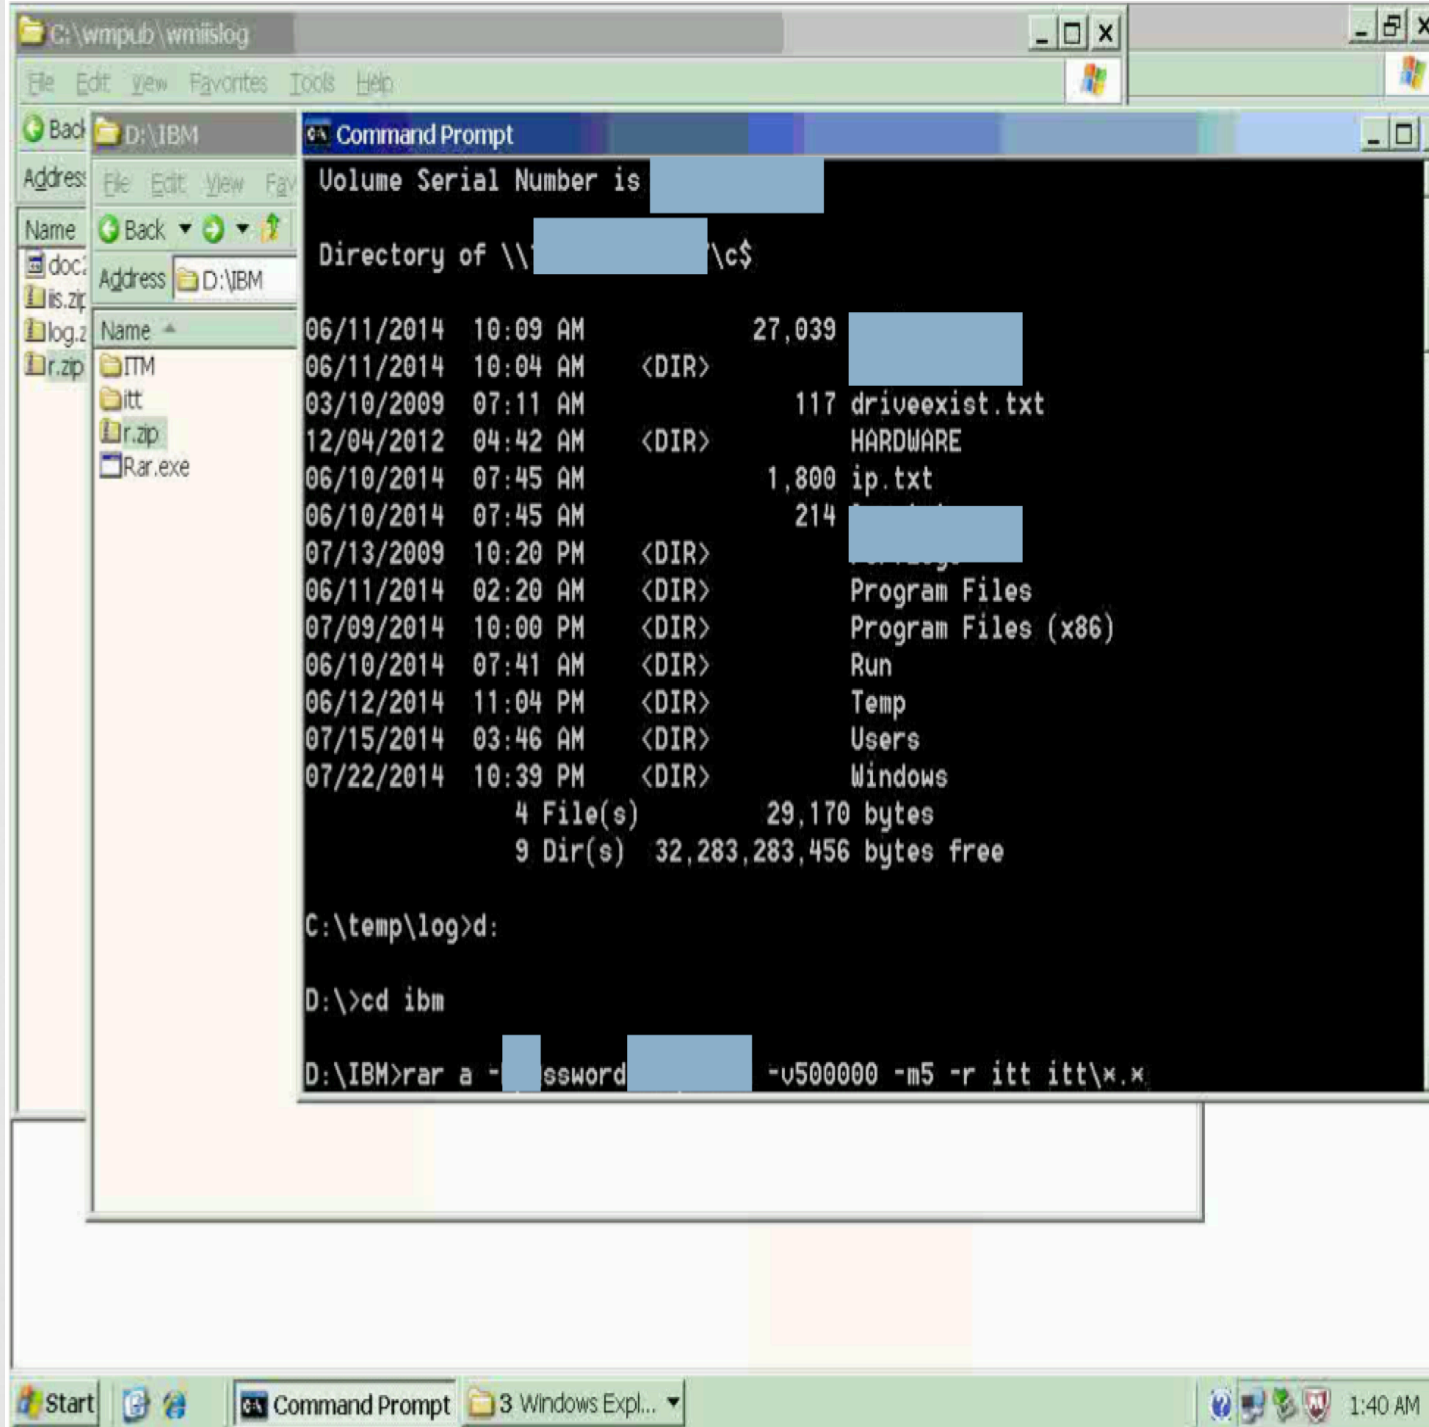 C:\wmpub\wmiislog
File Edit View Favorites Tools Help
Back
Address
Name
iis.zip
r.zip
D:\IBM
File Edit View Fav
Back
Address D:\IBM
Name
ITM
itt
r.zip
Rar.exe
Command Prompt
Volume Serial Number is
Directory of \\ \c$
06/11/2014 10:09 AM 27,039
06/11/2014 10:04 AM <DIR>
03/10/2009 07:11 AM 117 driveexist.txt
12/04/2012 04:42 AM <DIR> HARDWARE
06/10/2014 07:45 AM 1,800 ip.txt
06/10/2014 07:45 AM 214
07/13/2009 10:20 PM <DIR>
06/11/2014 02:20 AM <DIR> Program Files
07/09/2014 10:00 PM <DIR> Program Files (x86)
06/10/2014 07:41 AM <DIR> Run
06/12/2014 11:04 PM <DIR> Temp
07/15/2014 03:46 AM <DIR> Users
07/22/2014 10:39 PM <DIR> Windows
4 File(s) 29,170 bytes
9 Dir(s) 32,283,283,456 bytes free
C:\temp\log>d:
D:\>cd ibm
D:\IBM>rar a - ssword -v500000 -m5 -r itt itt\*.*
Start Command Prompt 3 Windows Expl... 1:40 AM